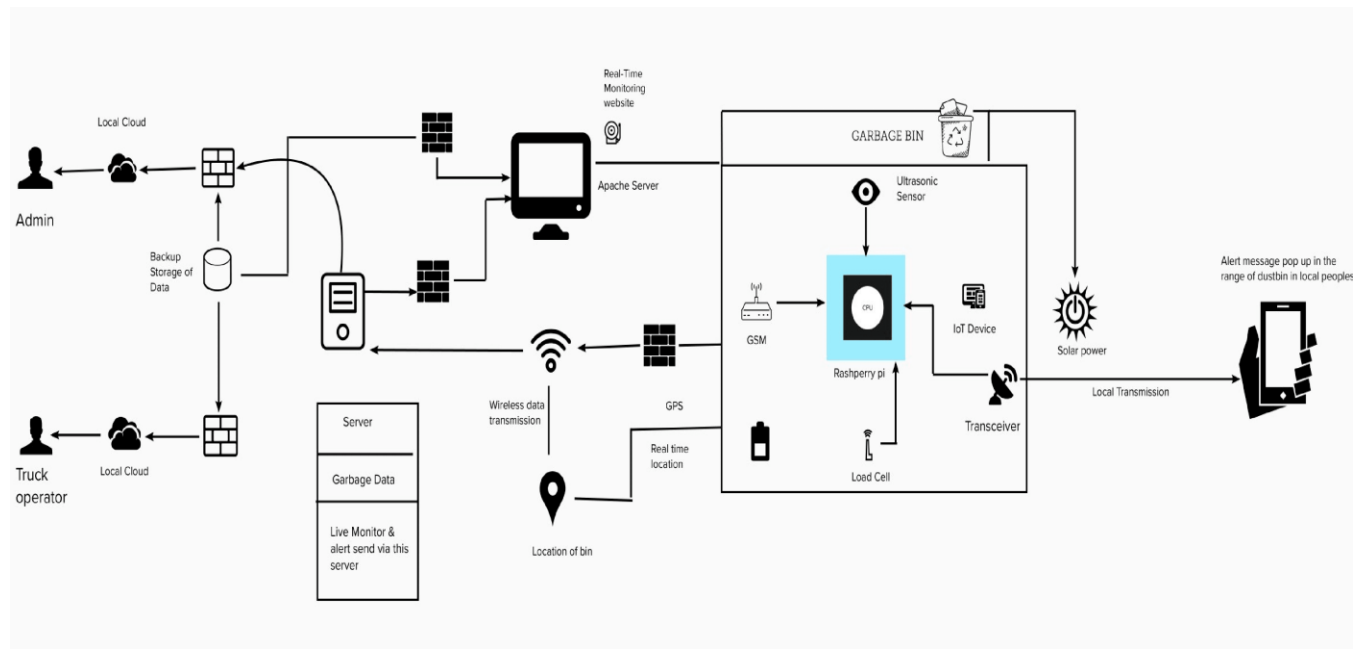 Real-Time
Monitoring
website
Local Cloud
GARBAGE BIN
Apache Server
Ultrasonic
Sensor
Admin
Backup
Storage of
Data
Alert message pop up in the
range of dustbin in local peoples
CPU
GSM
IoT Device
Solar power
Rashperry pi
Wireless data
transmission
GPS
Local Transmission
Server
Transceiver
Real time
location
Truck
operator
Local Cloud
Garbage Data
Load Cell
Live Monitor &
alert send via this
server
Location of bin